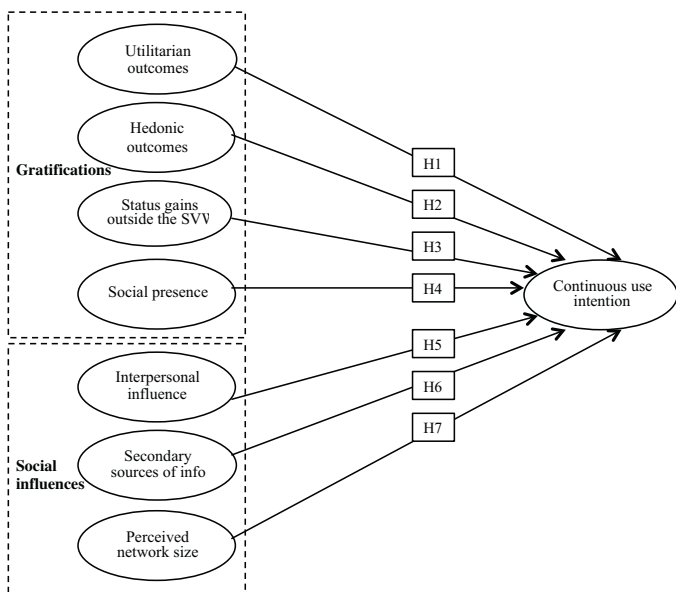 Utilitarian
outcomes
Hedonic
outcomes
Gratifications
Status gains
outside the SVW
Social presence
Interpersonal
influence
Secondary
sources of info
Social
influences
Perceived
network size
H1
H2
H3
H4
H5
H6
H7
Continuous use
intention